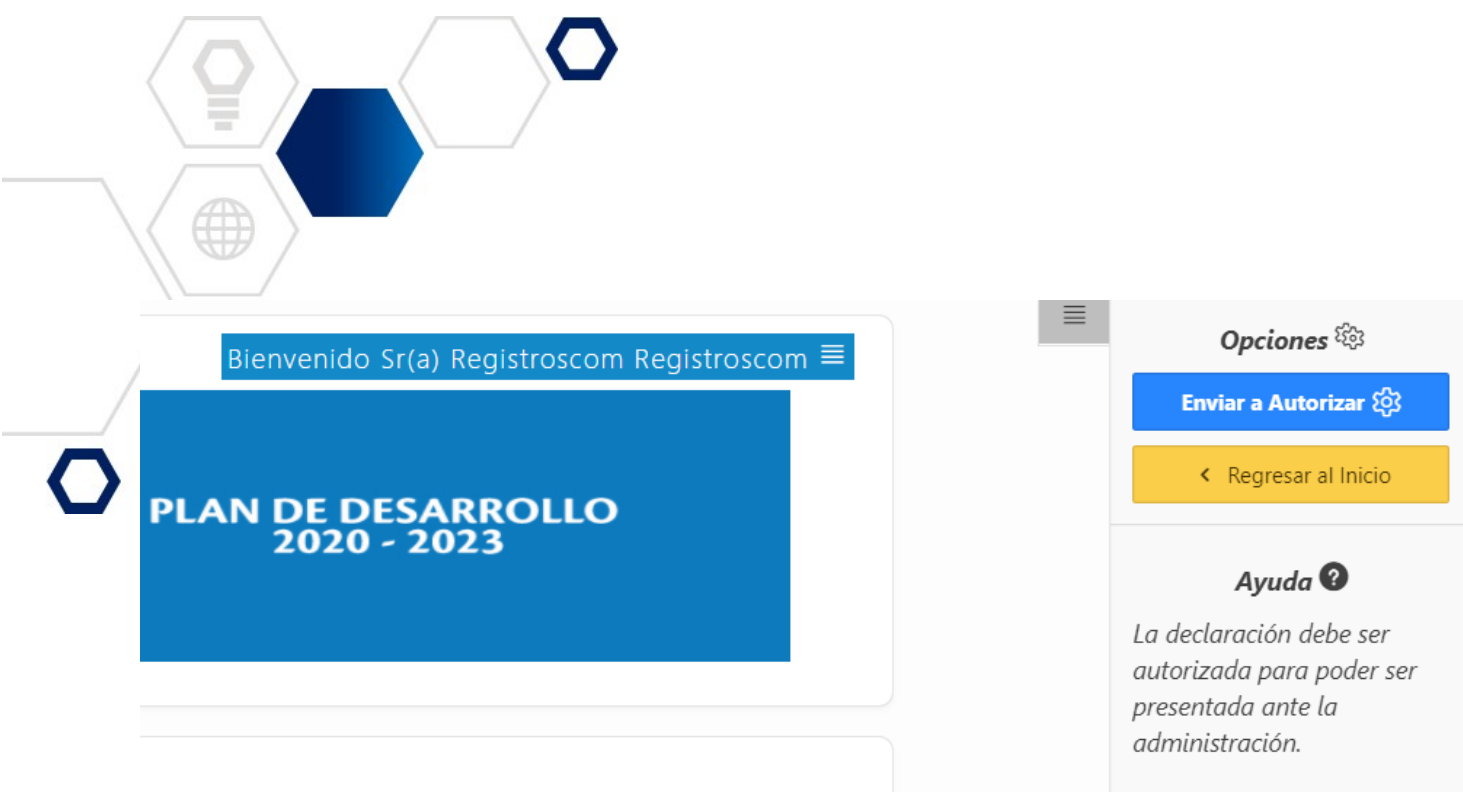 Bienvenido Sr(a) Registroscom Registroscom
PLAN DE DESARROLLO
2020 - 2023
Opciones
Enviar a Autorizar
Regresar al Inicio
Ayuda
La declaración debe ser
autorizada para poder ser
presentada ante la
administración.